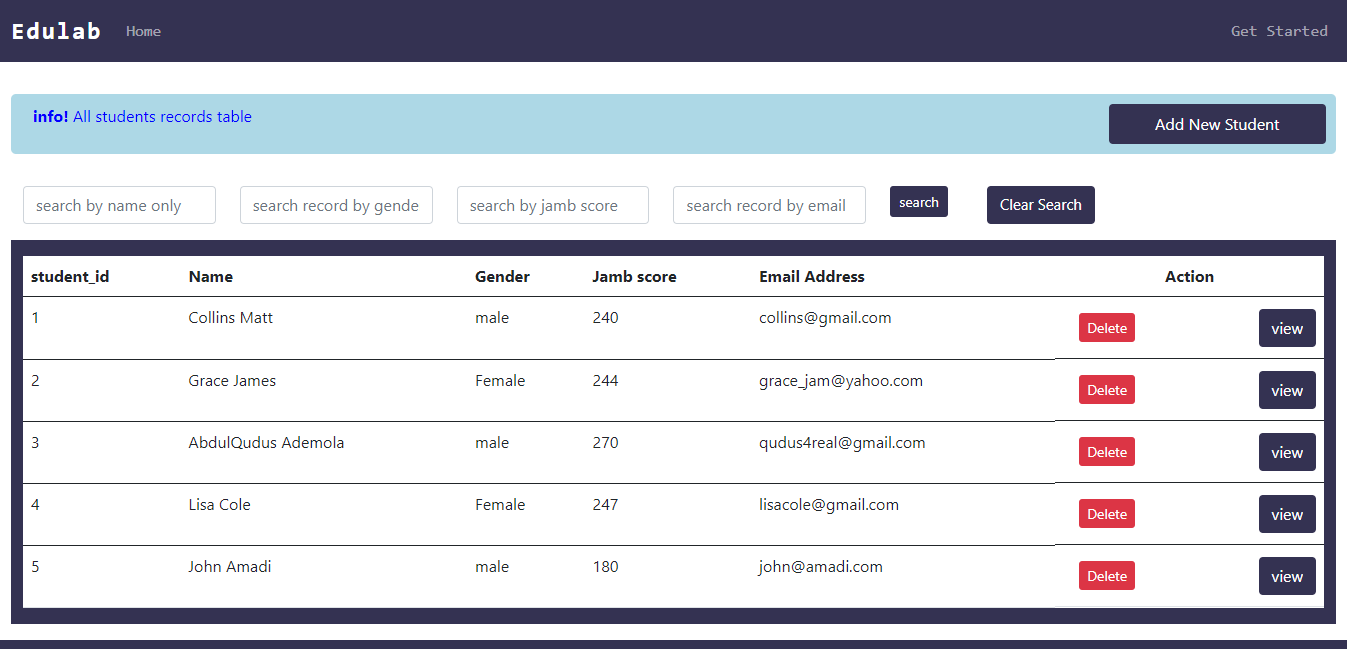 Edulab Home Get Started
info! All students records table Add New Student
search by name only search record by gende search by jamb score search record by email search Clear Search
student_id Name Gender Jamb score Email Address Action
1 Collins Matt male 240 collins@gmail.com Delete view
2 Grace James Female 244 grace_jam@yahoo.com Delete view
3 AbdulQudus Ademola male 270 qudus4real@gmail.com Delete view
4 Lisa Cole Female 247 lisacole@gmail.com Delete view
5 John Amadi male 180 john@amadi.com Delete view